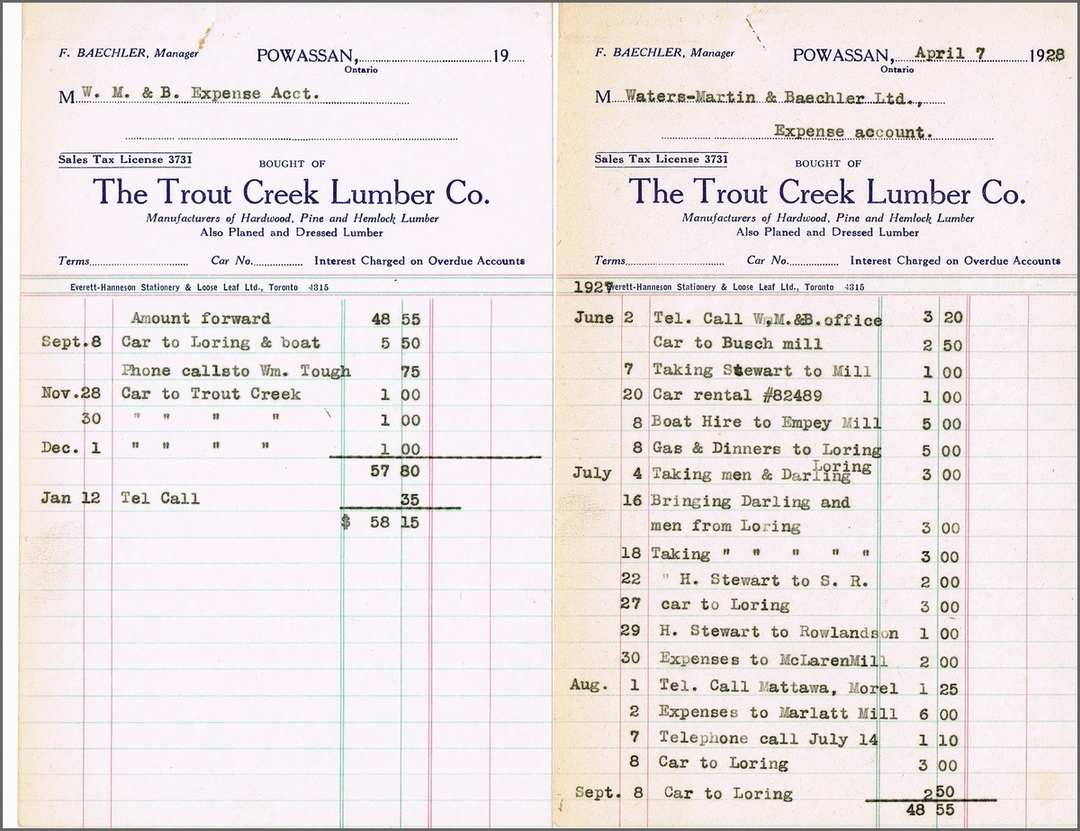 F. BAECHLER, Manager
POWASSAN,
19
Ontario
M W. M. & B. Expense Acct.
Sales Tax License 3731
BOUGHT OF
The Trout Creek Lumber Co.
Manufacturers of Hardwood, Pine and Hemlock Lumber
Also Planed and Dressed Lumber
Terms Car No. Interest Charged on Overdue Accounts
Everett-Hanneson Stationery & Loose Leaf Ltd., Toronto 4315
Amount forward 48 55
Sept.8 Car to Loring & boat 5 50
Phone callsto Wm. Tough 75
Nov.28 Car to Trout Creek 1 00
30 " " " " 1 00
Dec. 1 " " " " 1 00
57 80
Jan 12 Tel Call 35
$ 58 15
F. BAECHLER, Manager
POWASSAN, April 7 1928
Ontario
M Waters-Martin & Baechler Ltd.,
Expense account.
Sales Tax License 3731
BOUGHT OF
The Trout Creek Lumber Co.
Manufacturers of Hardwood, Pine and Hemlock Lumber
Also Planed and Dressed Lumber
Terms Car No. Interest Charged on Overdue Accounts
1927 Everett-Hanneson Stationery & Loose Leaf Ltd., Toronto 4315
June 2 Tel. Call W.M.&B.office 3 20
Car to Busch mill 2 50
7 Taking Stewart to Mill 1 00
20 Car rental #82489 1 00
8 Boat Hire to Empey Mill 5 00
8 Gas & Dinners to Loring 5 00
Loring
July 4 Taking men & Darling 3 00
16 Bringing Darling and
men from Loring 3 00
18 Taking " " " " " 3 00
22 " H. Stewart to S. R. 2 00
27 car to Loring 3 00
29 H. Stewart to Rowlandson 1 00
30 Expenses to McLarenMill 2 00
Aug. 1 Tel. Call Mattawa, Morel 1 25
2 Expenses to Marlatt Mill 6 00
7 Telephone call July 14 1 10
8 Car to Loring 3 00
Sept. 8 Car to Loring 2 50
48 55